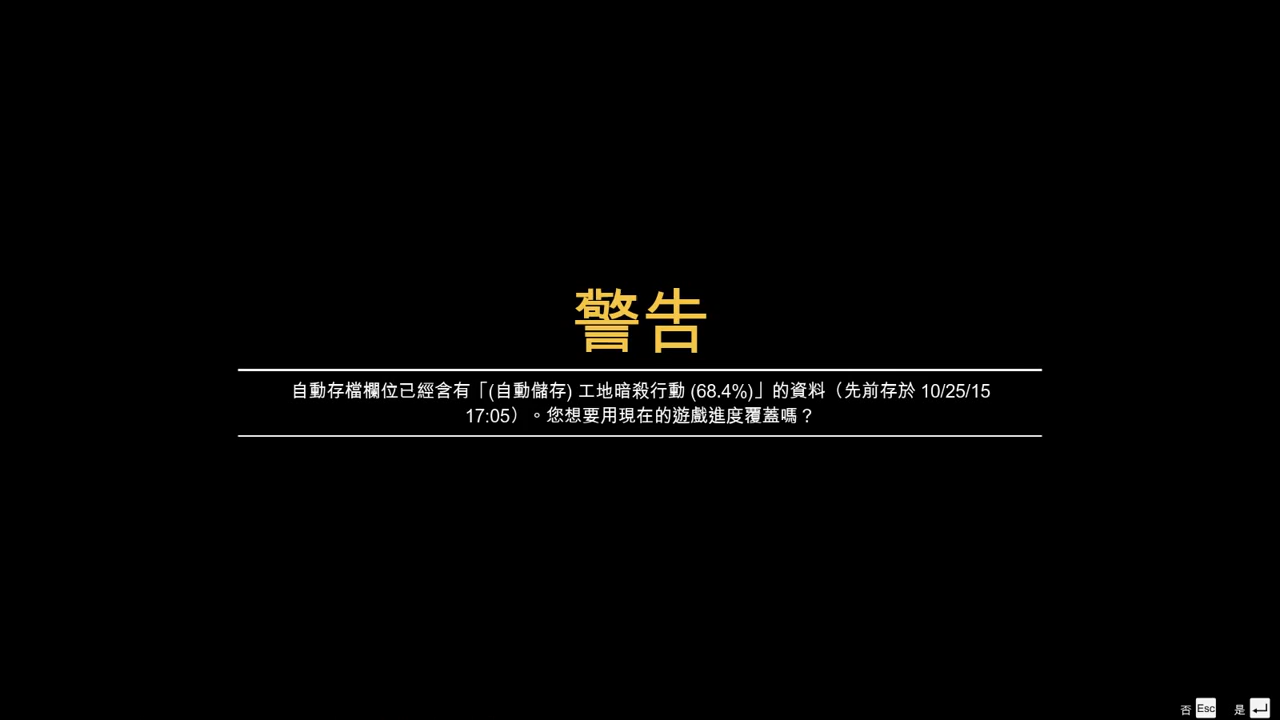 警告
自動存檔欄位已經含有「(自動儲存) 工地暗殺行動 (68.4%)」的資料（先前存於 10/25/15
17:05）。您想要用現在的遊戲進度覆蓋嗎？
否 Esc 是